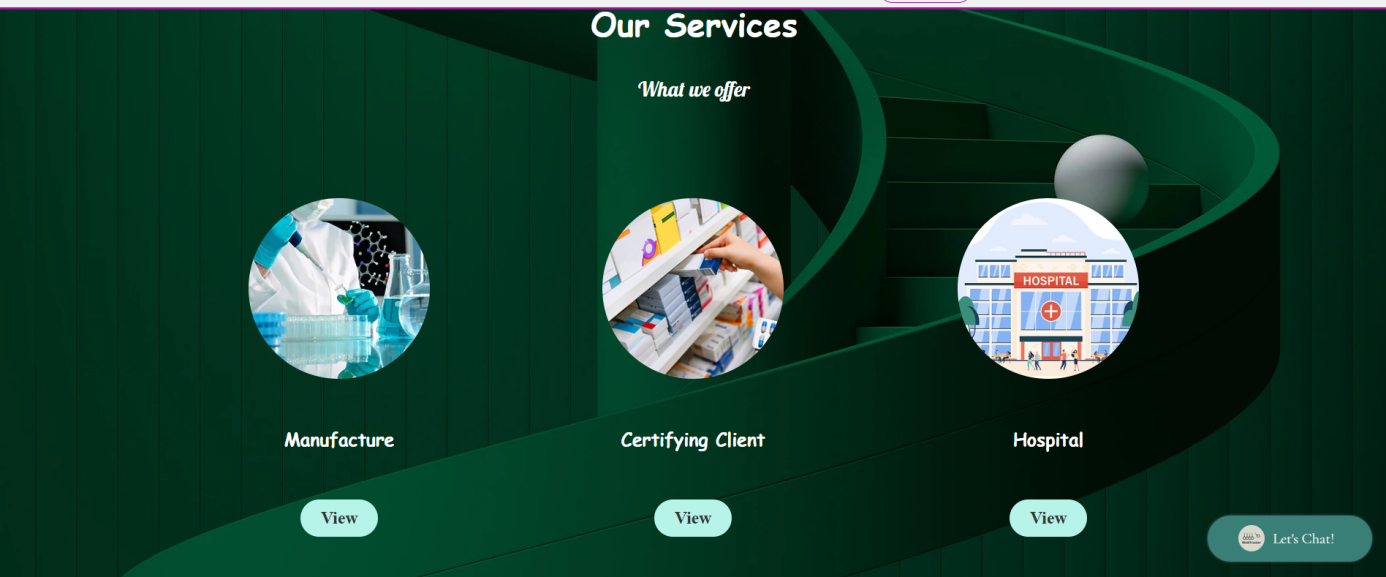 Our Services
What we offer
HOSPITAL
Manufacture
Certifying Client
Hospital
View
View
View
Let's Chat!